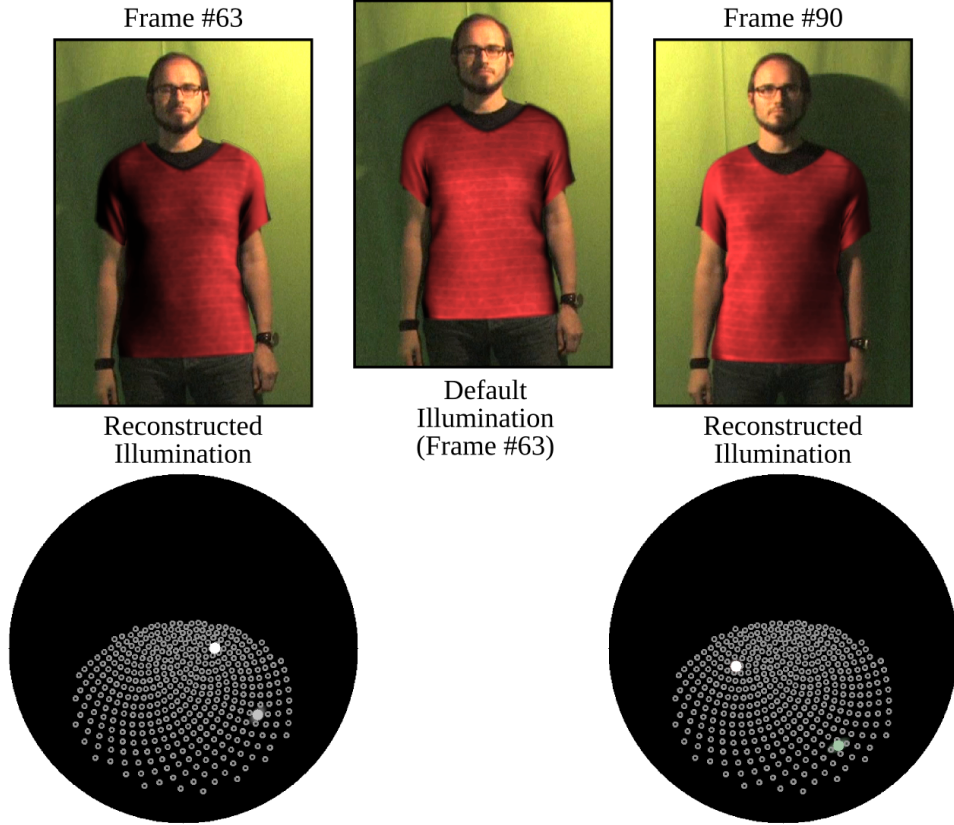 Frame #63
Frame #90
Default
Illumination
(Frame #63)
Reconstructed
Illumination
Reconstructed
Illumination